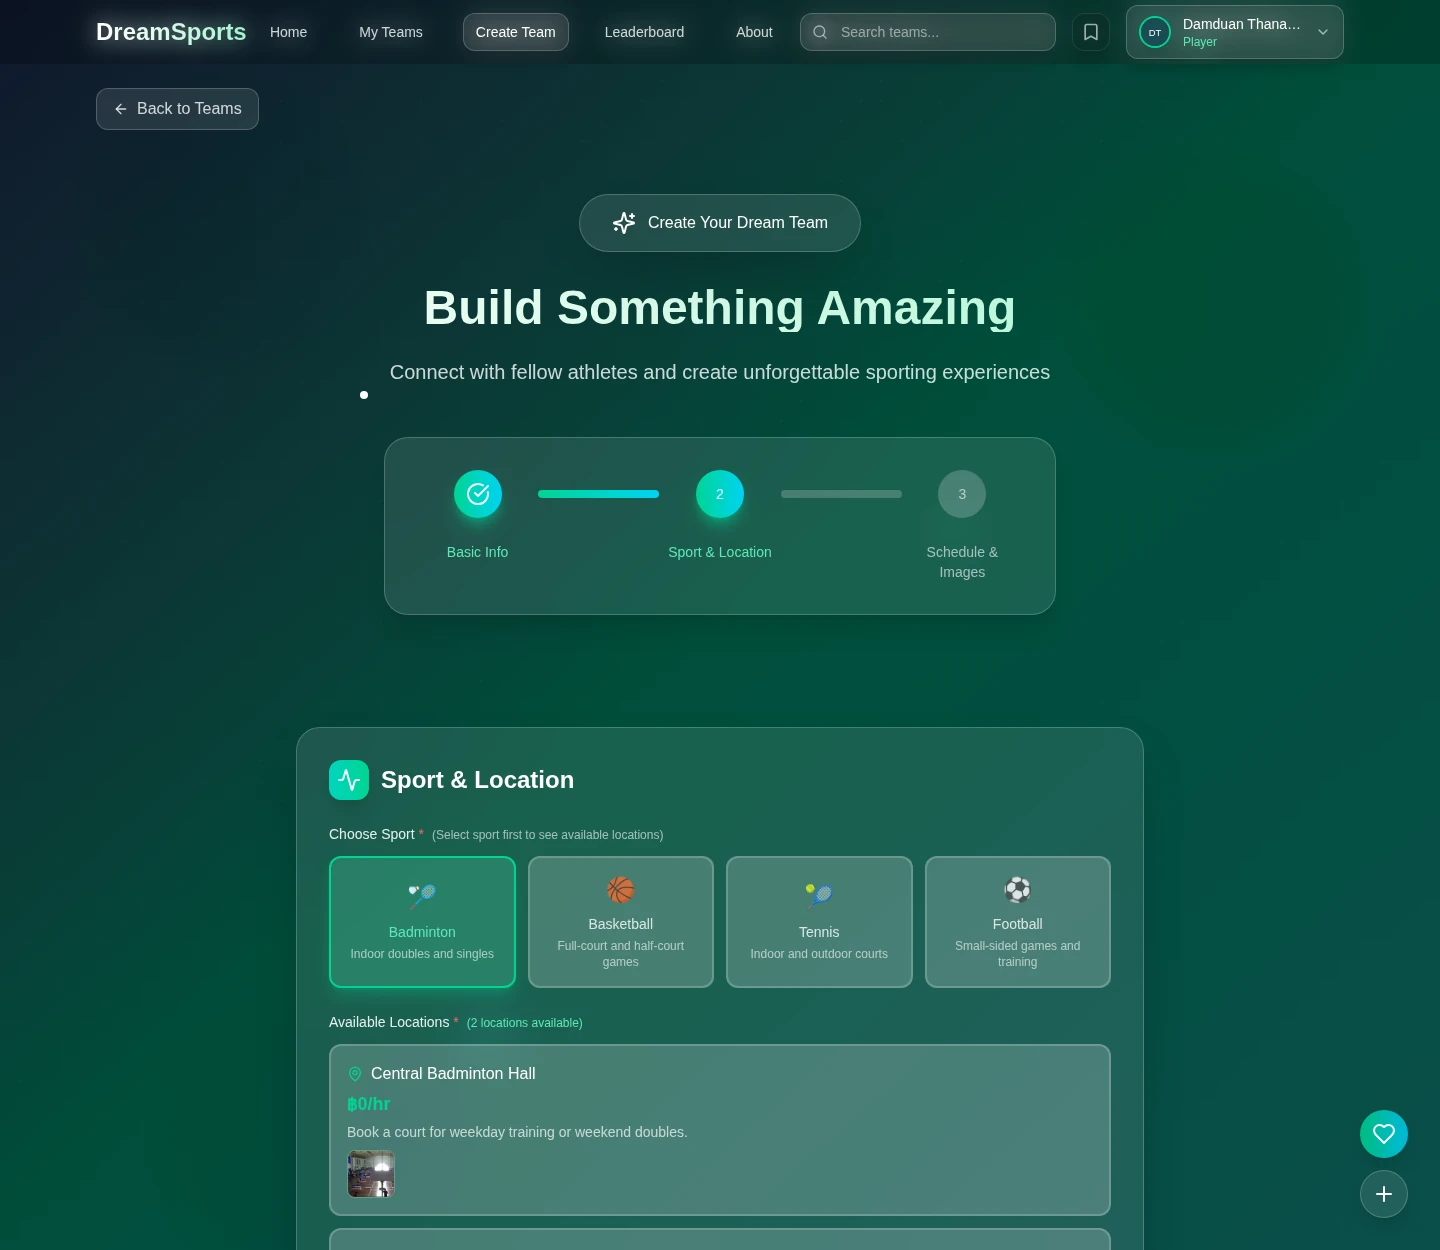 DreamSports
Home
My Teams
Create Team
Leaderboard
About
Search teams...
DT
Damduan Thana...
Player
Back to Teams
Create Your Dream Team
Build Something Amazing
Connect with fellow athletes and create unforgettable sporting experiences
2
3
Basic Info
Sport & Location
Schedule &
Images
Sport & Location
Choose Sport * (Select sport first to see available locations)
Badminton
Indoor doubles and singles
Basketball
Full-court and half-court
games
Tennis
Indoor and outdoor courts
Football
Small-sided games and
training
Available Locations * (2 locations available)
Central Badminton Hall
฿0/hr
Book a court for weekday training or weekend doubles.